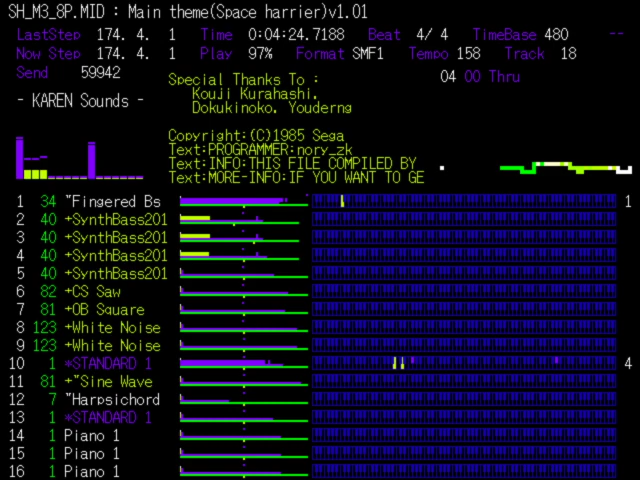 SH_M3_8P.MID : Main theme(Space harrier)v1.01
LastStep 174. 4. 1 Time 0:04:24.7188 Beat 4/ 4 TimeBase 480 --
Now Step 174. 4. 1 Play 97% Format SMF1 Tempo 158 Track 18
Send 59942 04 00 Thru
Special Thanks To :
Kouji Kurahashi.
- KAREN Sounds -
Dokukinoko. Youderng
Copyright:(C)1985 Sega
Text:PROGRAMMER:nory_zk
Text:INFO:THIS FILE COMPILED BY
Text:MORE-INFO:IF YOU WANT TO GE
1 34 "Fingered Bs 1
2 40 +SynthBass201
3 40 +SynthBass201
4 40 +SynthBass201
5 40 +SynthBass201
6 82 +CS Saw
7 81 +OB Square
8 123 +White Noise
9 123 +White Noise
10 1 *STANDARD 1 4
11 81 +"Sine Wave
12 7 "Harpsichord
13 1 *STANDARD 1
14 1 Piano 1
15 1 Piano 1
16 1 Piano 1